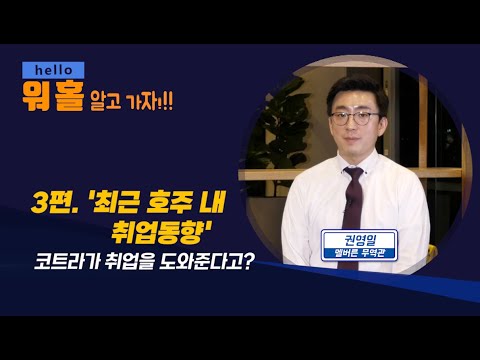 hello
워홀 알고 가자!!!
3편. '최근 호주 내
취업동향'
코트라가 취업을 도와준다고?
권영일
멜버른 무역관